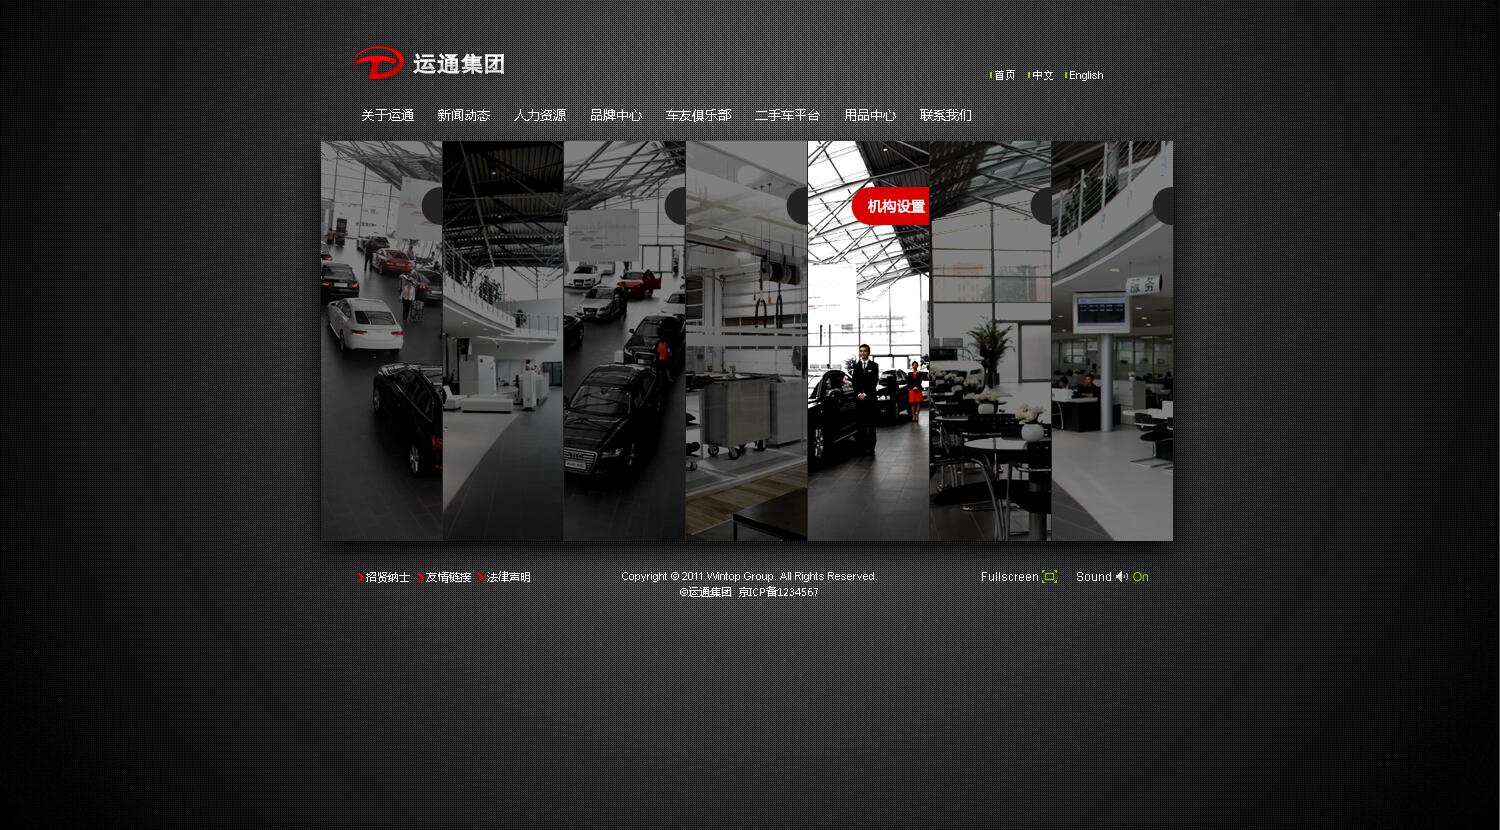 运通集团
首页 中文 English
关于运通 新闻动态 人力资源 品牌中心 车友俱乐部 二手车平台 用品中心 联系我们
机构设置
服务
招贤纳士 友情链接 法律声明
Copyright © 2011 Wintop Group. All Rights Reserved.
Fullscreen Sound On
©运通集团 京ICP备1234567